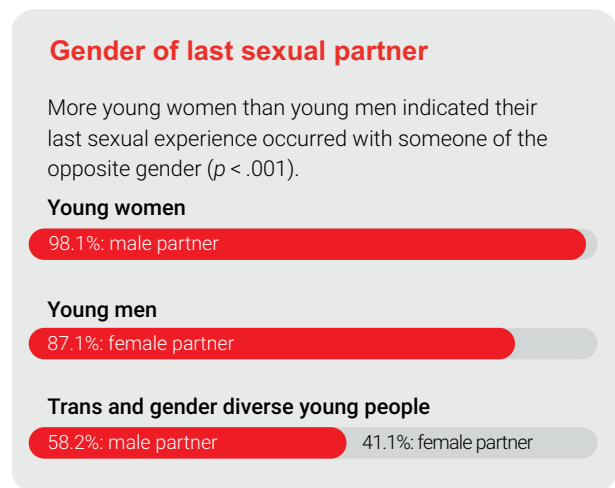 Gender of last sexual partner
More young women than young men indicated their
last sexual experience occurred with someone of the
opposite gender (p < .001).
Young women
98.1%: male partner
Young men
87.1%: female partner
Trans and gender diverse young people
58.2%: male partner 41.1%: female partner